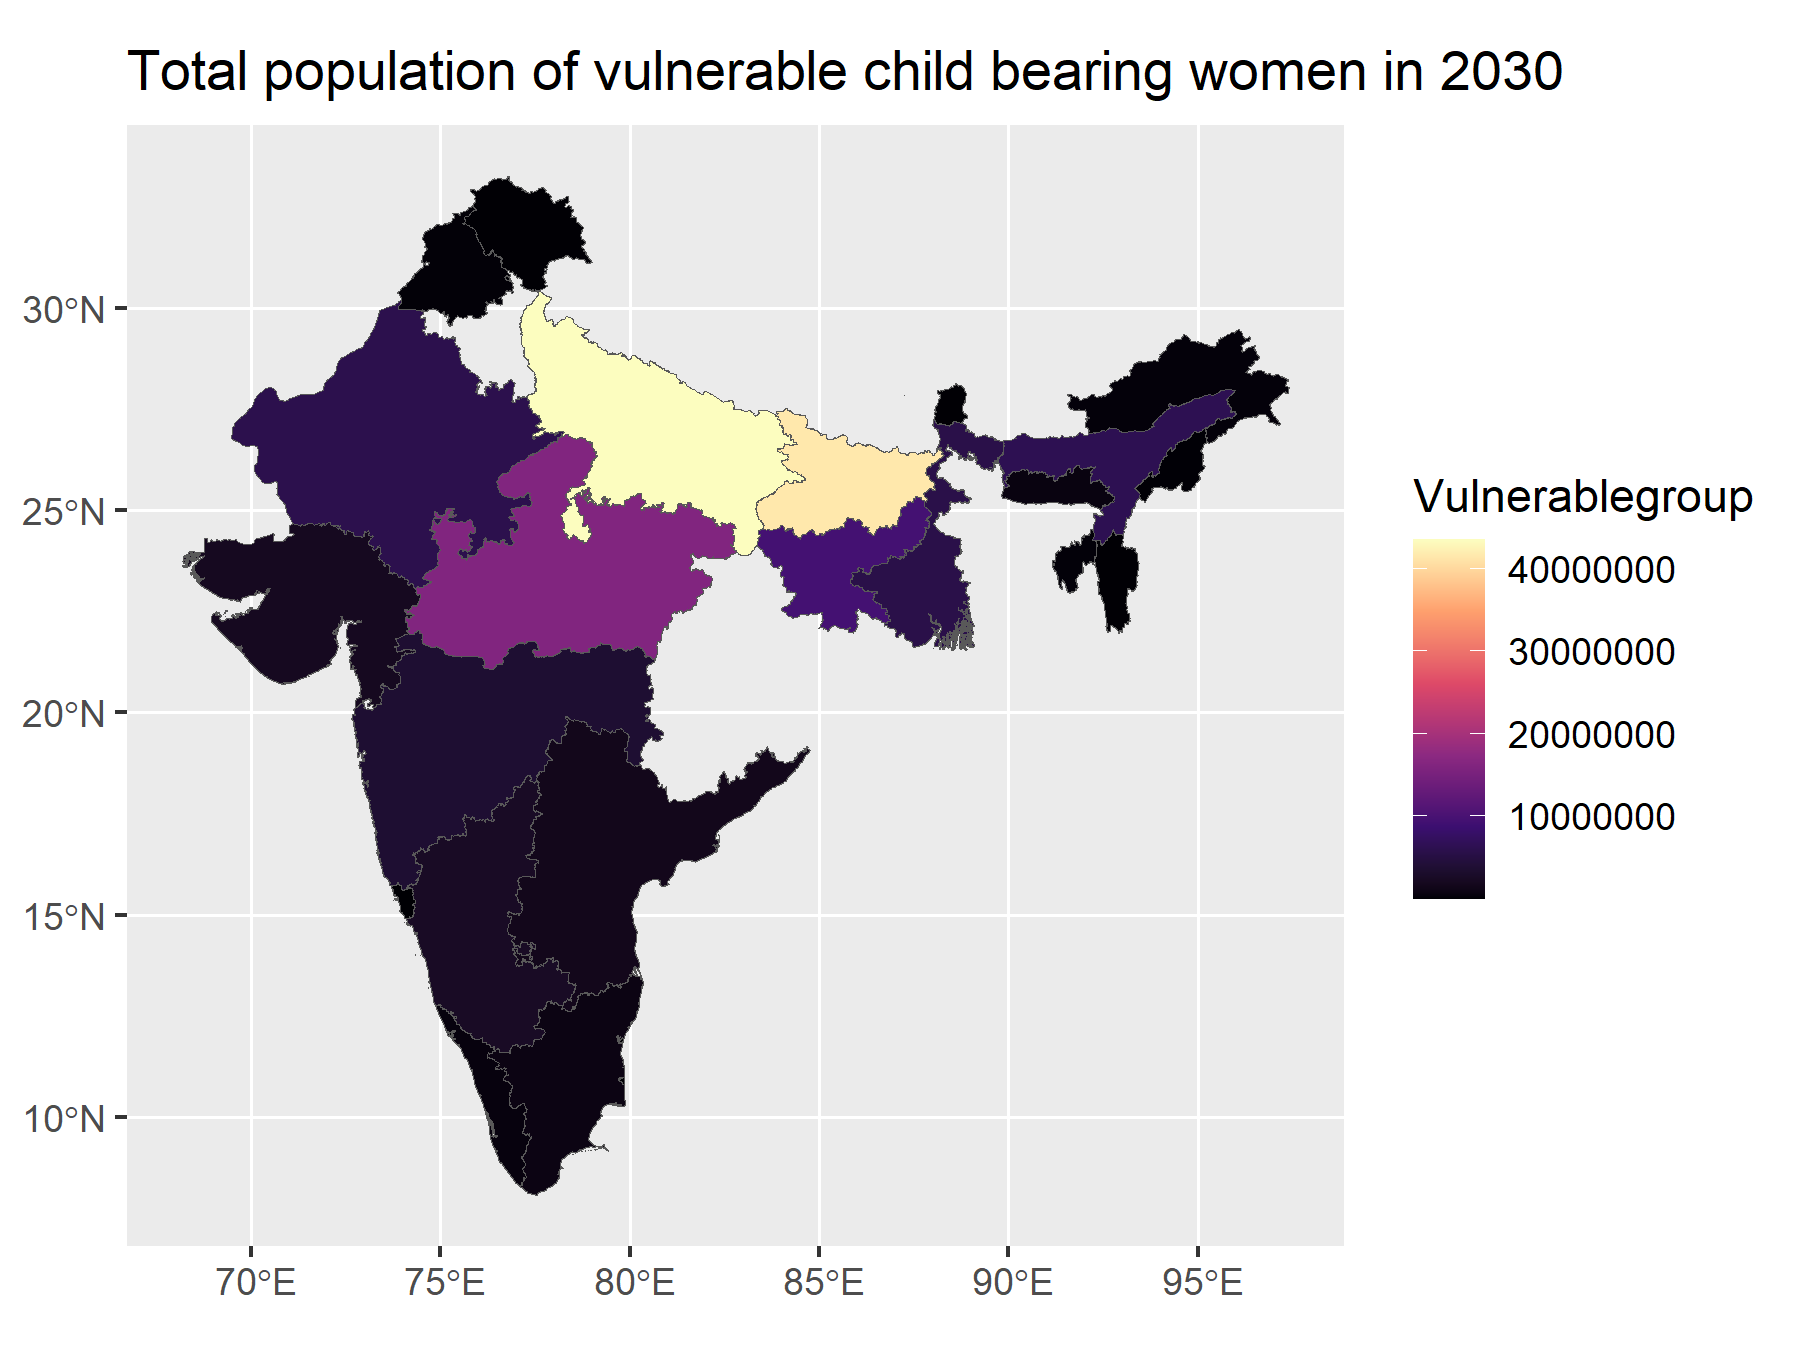 Total population of vulnerable child bearing women in 2030
30°N
25°N
20°N
15°N
10°N
70°E 75°E 80°E 85°E 90°E 95°E
Vulnerablegroup
40000000
30000000
20000000
10000000